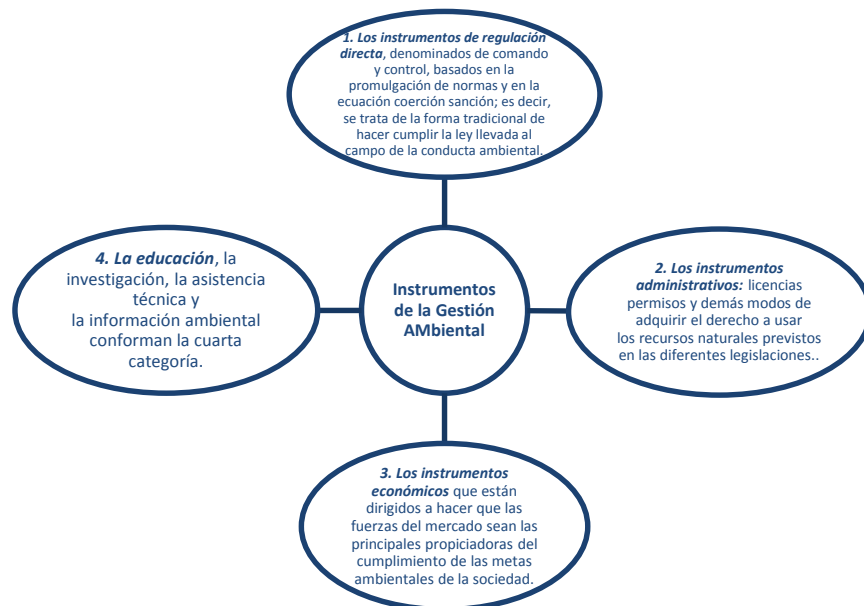 1. Los instrumentos de regulación
directa, denominados de comando
y control, basados en la
promulgación de normas y en la
ecuación coerción sanción; es decir,
se trata de la forma tradicional de
hacer cumplir la ley llevada al
campo de la conducta ambiental.
4. La educación, la
investigación, la asistencia
técnica y
la información ambiental
conforman la cuarta
categoría.
Instrumentos
de la Gestión
AMbiental
2. Los instrumentos
administrativos: licencias
permisos y demás modos de
adquirir el derecho a usar
los recursos naturales previstos
en las diferentes legislaciones..
3. Los instrumentos
económicos que están
dirigidos a hacer que las
fuerzas del mercado sean las
principales propiciadoras del
cumplimiento de las metas
ambientales de la sociedad.